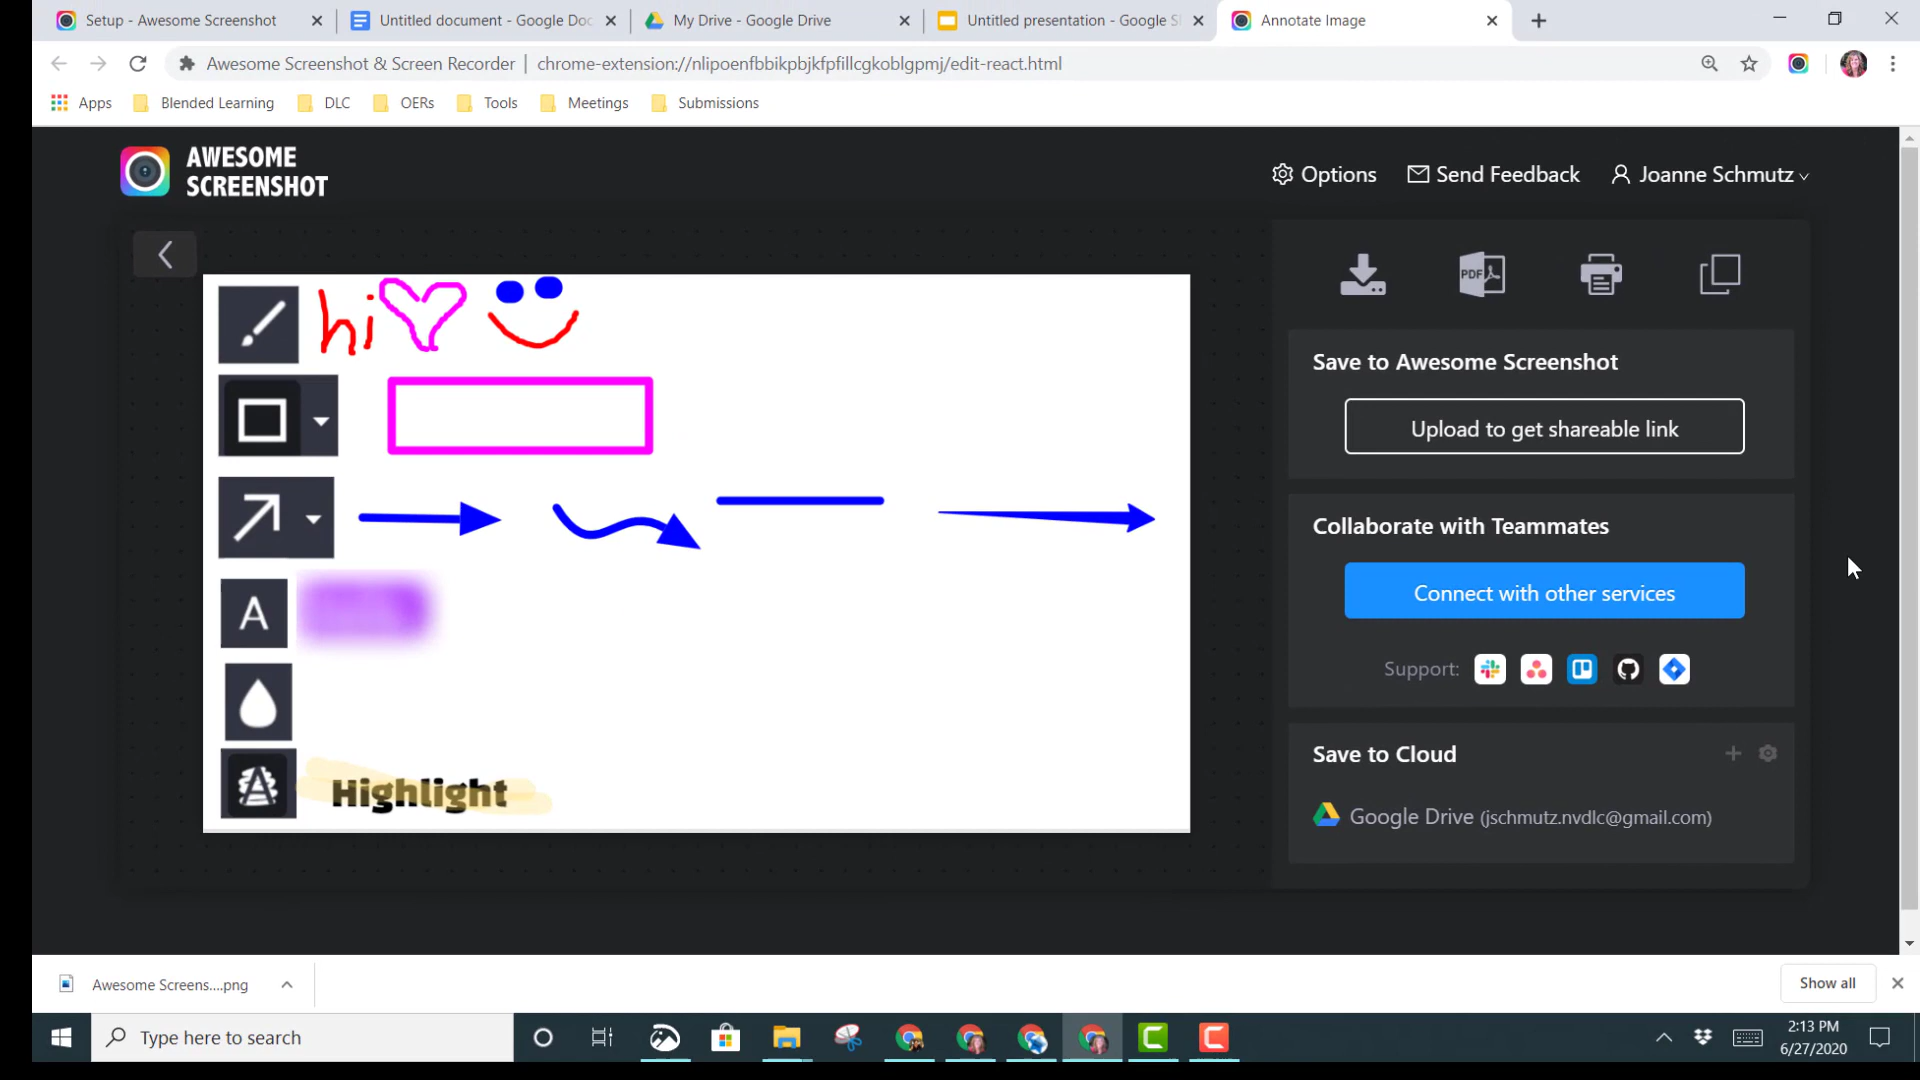 Setup - Awesome Screenshot
Untitled document - Google Doc
My Drive - Google Drive
Untitled presentation - Google Sl
Annotate Image
Awesome Screenshot & Screen Recorder | chrome-extension://nlipoenfbbikpbjkfpfillcgkoblgpmj/edit-react.html
Apps
Blended Learning
DLC
OERs
Tools
Meetings
Submissions
AWESOME
SCREENSHOT
Options
Send Feedback
Joanne Schmutz
hi
PDF
Save to Awesome Screenshot
Upload to get shareable link
Collaborate with Teammates
A
Connect with other services
Support:
Save to Cloud
Highlight
Google Drive (jschmutz.nvdlc@gmail.com)
Awesome Screens....png
Show all
Type here to search
2:13 PM
6/27/2020